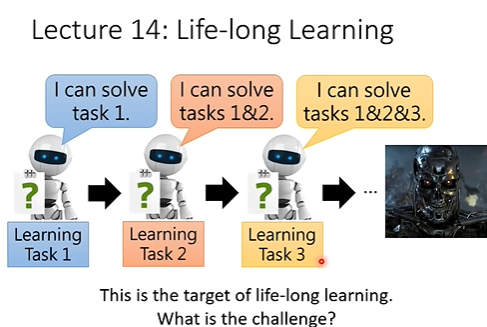 Lecture 14: Life-long Learning
I can solve
task 1.
I can solve
tasks 1&2.
I can solve
tasks 1&2&3.
?
?
?
...
Learning
Task 1
Learning
Task 2
Learning
Task 3
This is the target of life-long learning.
What is the challenge?